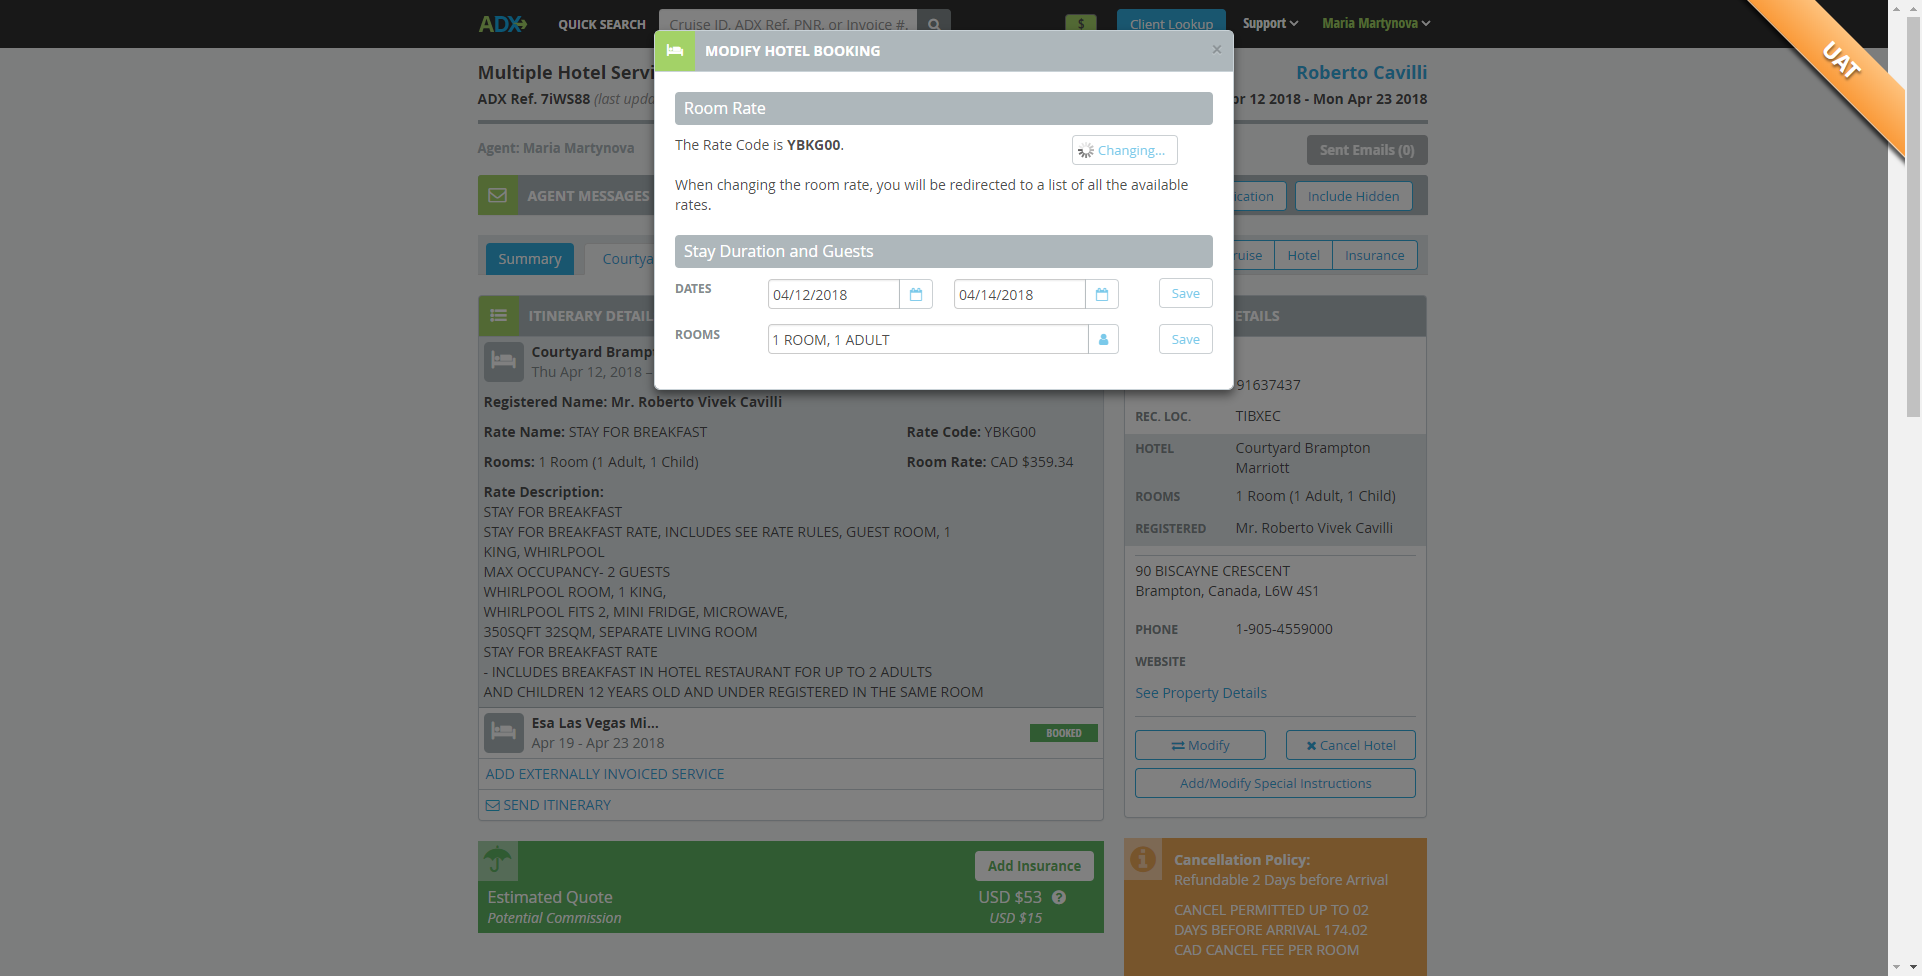 ADX
QUICK SEARCH
Cruise ID, ADX Ref, PNR, or Invoice #.
$
Client Lookup
Support
Maria Martynova
UAT
MODIFY HOTEL BOOKING
×
Room Rate
The Rate Code is YBKG00.
Changing...
When changing the room rate, you will be redirected to a list of all the available
rates.
Stay Duration and Guests
DATES
04/12/2018
04/14/2018
Save
ROOMS
1 ROOM, 1 ADULT
Save
Multiple Hotel Servi
Roberto Cavilli
ADX Ref. 7iWS88 (last upda
pr 12 2018 - Mon Apr 23 2018
Agent: Maria Martynova
Sent Emails (0)
AGENT MESSAGES
ication
Include Hidden
Summary
Courtya
ruise
Hotel
Insurance
ITINERARY DETAIL
ETAILS
Courtyard Bramp
Thu Apr 12, 2018 –
Registered Name: Mr. Roberto Vivek Cavilli
Rate Name: STAY FOR BREAKFAST
Rate Code: YBKG00
Rooms: 1 Room (1 Adult, 1 Child)
Room Rate: CAD $359.34
Rate Description:
STAY FOR BREAKFAST
STAY FOR BREAKFAST RATE, INCLUDES SEE RATE RULES, GUEST ROOM, 1
KING, WHIRLPOOL
MAX OCCUPANCY- 2 GUESTS
WHIRLPOOL ROOM, 1 KING,
WHIRLPOOL FITS 2, MINI FRIDGE, MICROWAVE,
350SQFT 32SQM, SEPARATE LIVING ROOM
STAY FOR BREAKFAST RATE
- INCLUDES BREAKFAST IN HOTEL RESTAURANT FOR UP TO 2 ADULTS
AND CHILDREN 12 YEARS OLD AND UNDER REGISTERED IN THE SAME ROOM
Esa Las Vegas Mi...
Apr 19 - Apr 23 2018
BOOKED
ADD EXTERNALLY INVOICED SERVICE
SEND ITINERARY
Add Insurance
Estimated Quote
USD $53
Potential Commission
USD $15
91637437
REC. LOC.
TIBXEC
HOTEL
Courtyard Brampton
Marriott
ROOMS
1 Room (1 Adult, 1 Child)
REGISTERED
Mr. Roberto Vivek Cavilli
90 BISCAYNE CRESCENT
Brampton, Canada, L6W 4S1
PHONE
1-905-4559000
WEBSITE
See Property Details
Modify
Cancel Hotel
Add/Modify Special Instructions
Cancellation Policy:
Refundable 2 Days before Arrival
CANCEL PERMITTED UP TO 02
DAYS BEFORE ARRIVAL 174.02
CAD CANCEL FEE PER ROOM